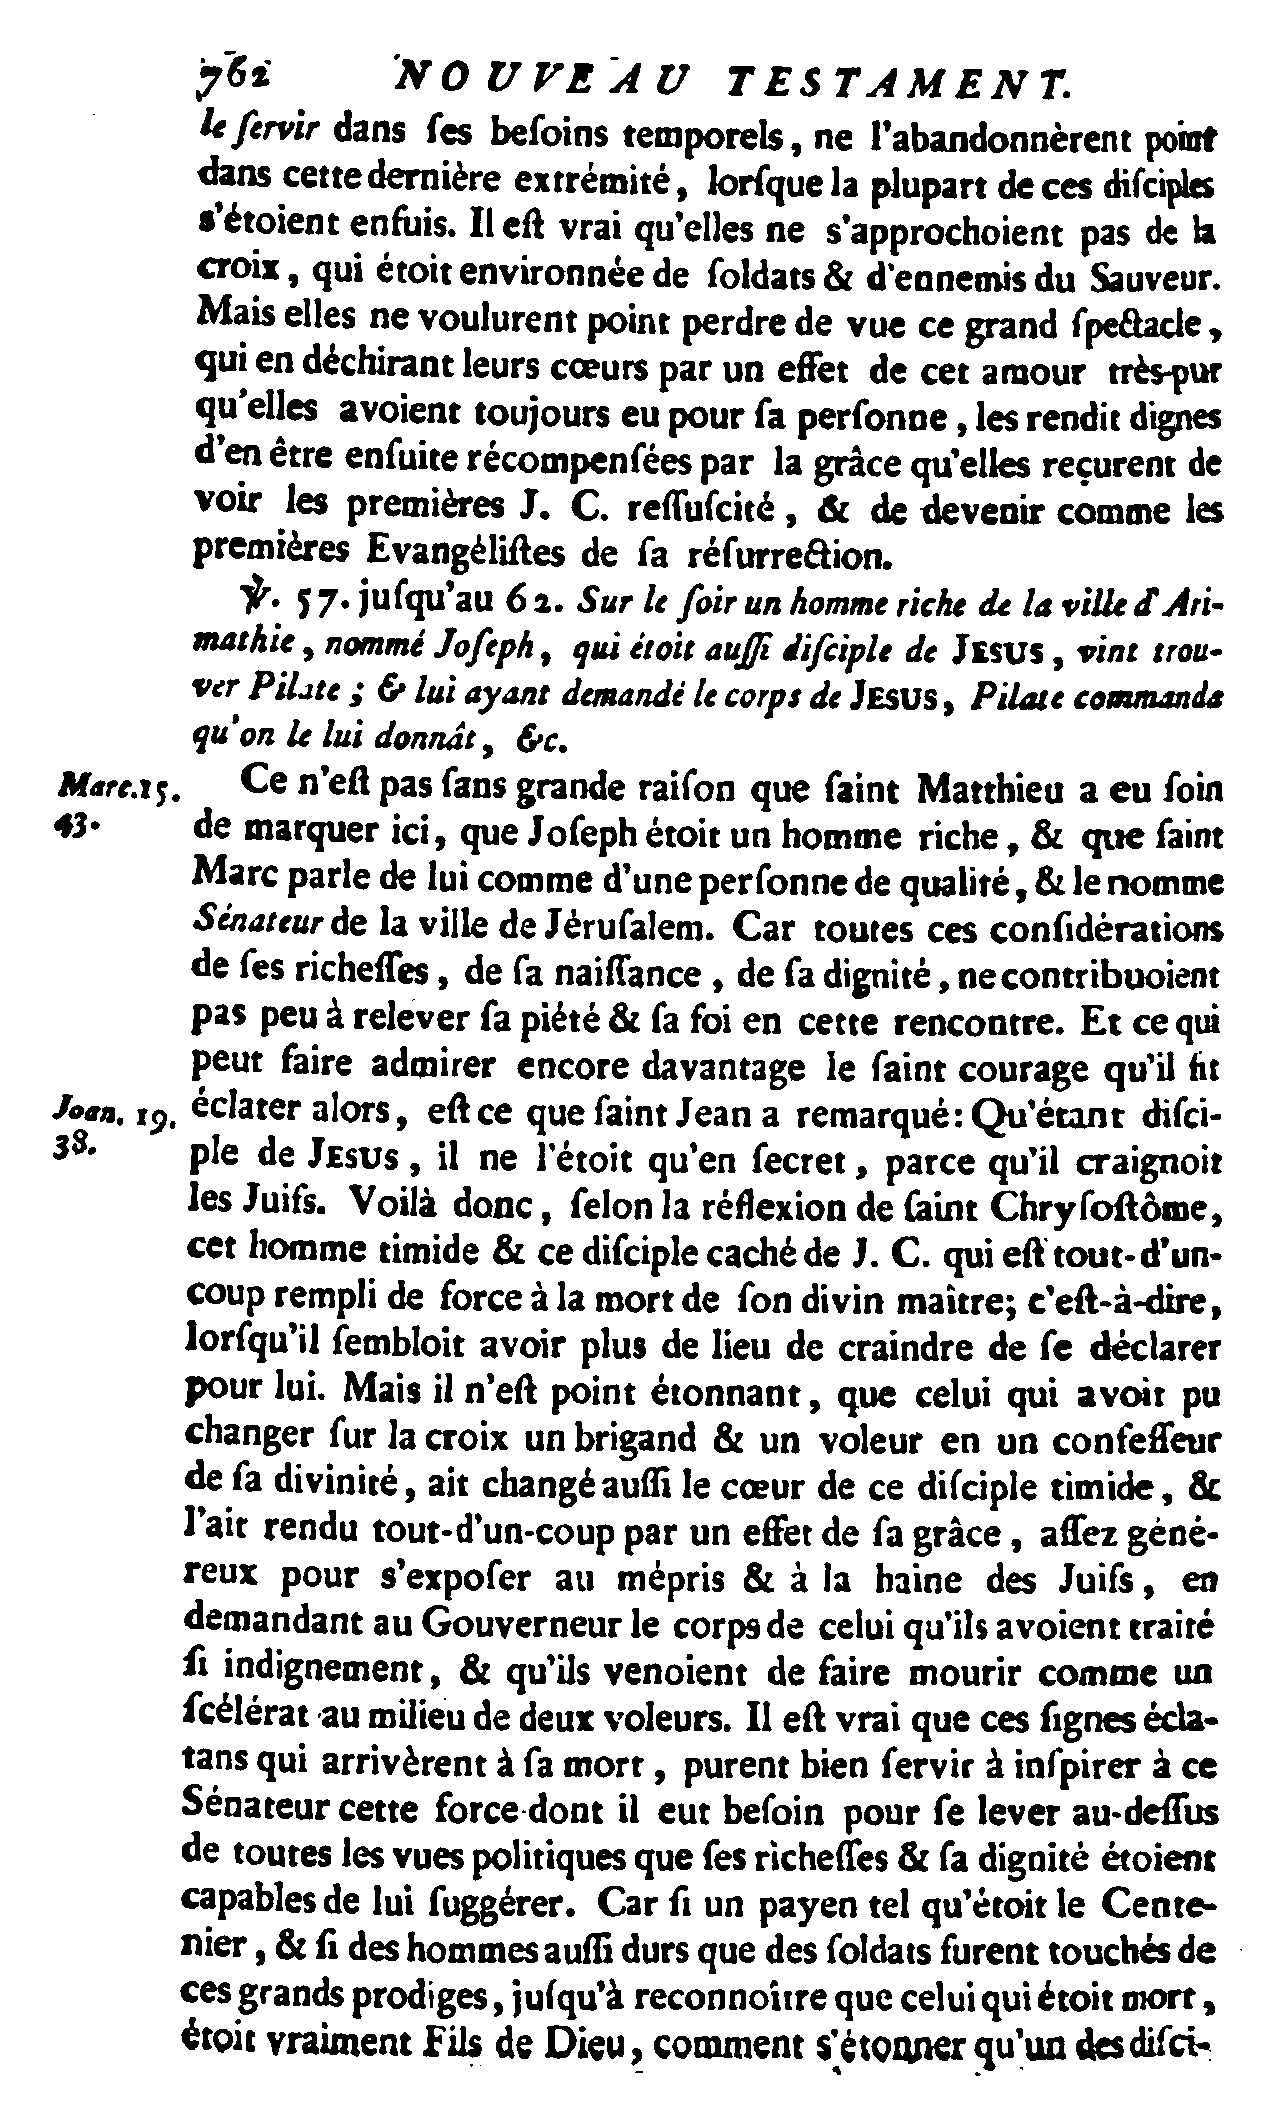 762 NOUVEAU TESTAMENT.
le ſervir dans ſes beſoins temporels, ne l'abandonnèrent point
dans cette dernière extrémité, lorſque la plupart de ces diſciples
s'étoient enfuis. Il eſt vrai qu'elles ne s'approchoient pas de la
croix, qui étoit environnée de ſoldats & d'ennemis du Sauveur.
Mais elles ne voulurent point perdre de vue ce grand ſpectacle,
qui en déchirant leurs cœurs par un effet de cet amour très-pur
qu'elles avoient toujours eu pour ſa perſonne, les rendit dignes
d'en être enſuite récompenſées par la grâce qu'elles reçurent de
voir les premières J. C. reſſuſcité, & de devenir comme les
premières Evangéliſtes de ſa réſurrection.
℣. 57. juſqu'au 62. Sur le ſoir un homme riche de la ville d'Ari-
mathie, nommé Joſeph, qui étoit auſſi diſciple de JESUS, vint trou-
ver Pilate; & lui ayant demandé le corps de JESUS, Pilate commanda
qu'on le lui donnât, &c.
Marc. 15. Ce n'eſt pas ſans grande raiſon que ſaint Matthieu a eu ſoin
43. de marquer ici, que Joſeph étoit un homme riche, & que ſaint
Marc parle de lui comme d'une perſonne de qualité, & le nomme
Sénateur de la ville de Jéruſalem. Car toutes ces conſidérations
de ſes richeſſes, de ſa naiſſance, de ſa dignité, ne contribuoient
pas peu à relever ſa piété & ſa foi en cette rencontre. Et ce qui
peut faire admirer encore davantage le ſaint courage qu'il fit
Joan. 19. éclater alors, eſt ce que ſaint Jean a remarqué: Qu'étant diſci-
38. ple de JESUS, il ne l'étoit qu'en ſecret, parce qu'il craignoit
les Juifs. Voilà donc, ſelon la réflexion de ſaint Chryſoſtôme,
cet homme timide & ce diſciple caché de J. C. qui eſt tout-d'un-
coup rempli de force à la mort de ſon divin maître; c'eſt-à-dire,
lorſqu'il ſembloit avoir plus de lieu de craindre de ſe déclarer
pour lui. Mais il n'eſt point étonnant, que celui qui avoit pu
changer ſur la croix un brigand & un voleur en un confeſſeur
de ſa divinité, ait changé auſſi le cœur de ce diſciple timide, &
l'ait rendu tout-d'un-coup par un effet de ſa grâce, aſſez géné-
reux pour s'expoſer au mépris & à la haine des Juifs, en
demandant au Gouverneur le corps de celui qu'ils avoient traité
ſi indignement, & qu'ils venoient de faire mourir comme un
ſcélérat au milieu de deux voleurs. Il eſt vrai que ces ſignes écla-
tans qui arrivèrent à ſa mort, purent bien ſervir à inſpirer à ce
Sénateur cette force dont il eut beſoin pour ſe lever au-deſſus
de toutes les vues politiques que ſes richeſſes & ſa dignité étoient
capables de lui ſuggérer. Car ſi un payen tel qu'étoit le Cente-
nier, & ſi des hommes auſſi durs que des ſoldats furent touchés de
ces grands prodiges, juſqu'à reconnoître que celui qui étoit mort,
étoit vraiment Fils de Dieu, comment s'étonner qu'un des diſci-